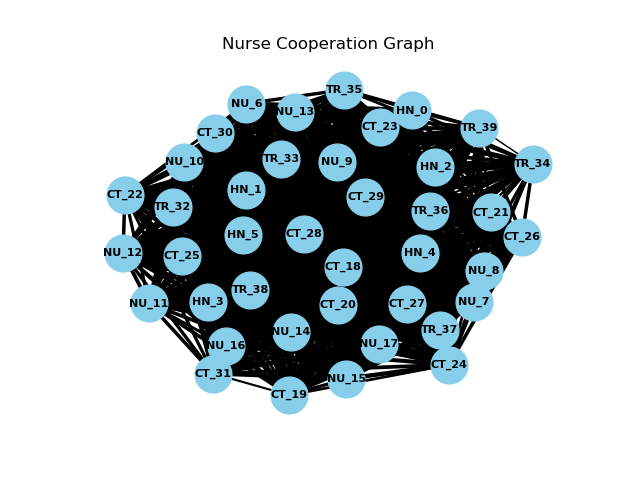 Nurse Cooperation Graph
TR_35
NU_6
NU_13
HN_0
CT_23
TR_39
CT_30
TR_33
NU_9
NU_10
HN_2
TR_34
HN_1
CT_22
CT_29
TR_32
TR_36
CT_21
HN_5
CT_28
CT_26
NU_12
CT_25
HN_4
CT_18
NU_8
TR_38
NU_11
HN_3
CT_20
CT_27
NU_7
NU_14
TR_37
NU_16
NU_17
CT_24
CT_31
NU_15
CT_19